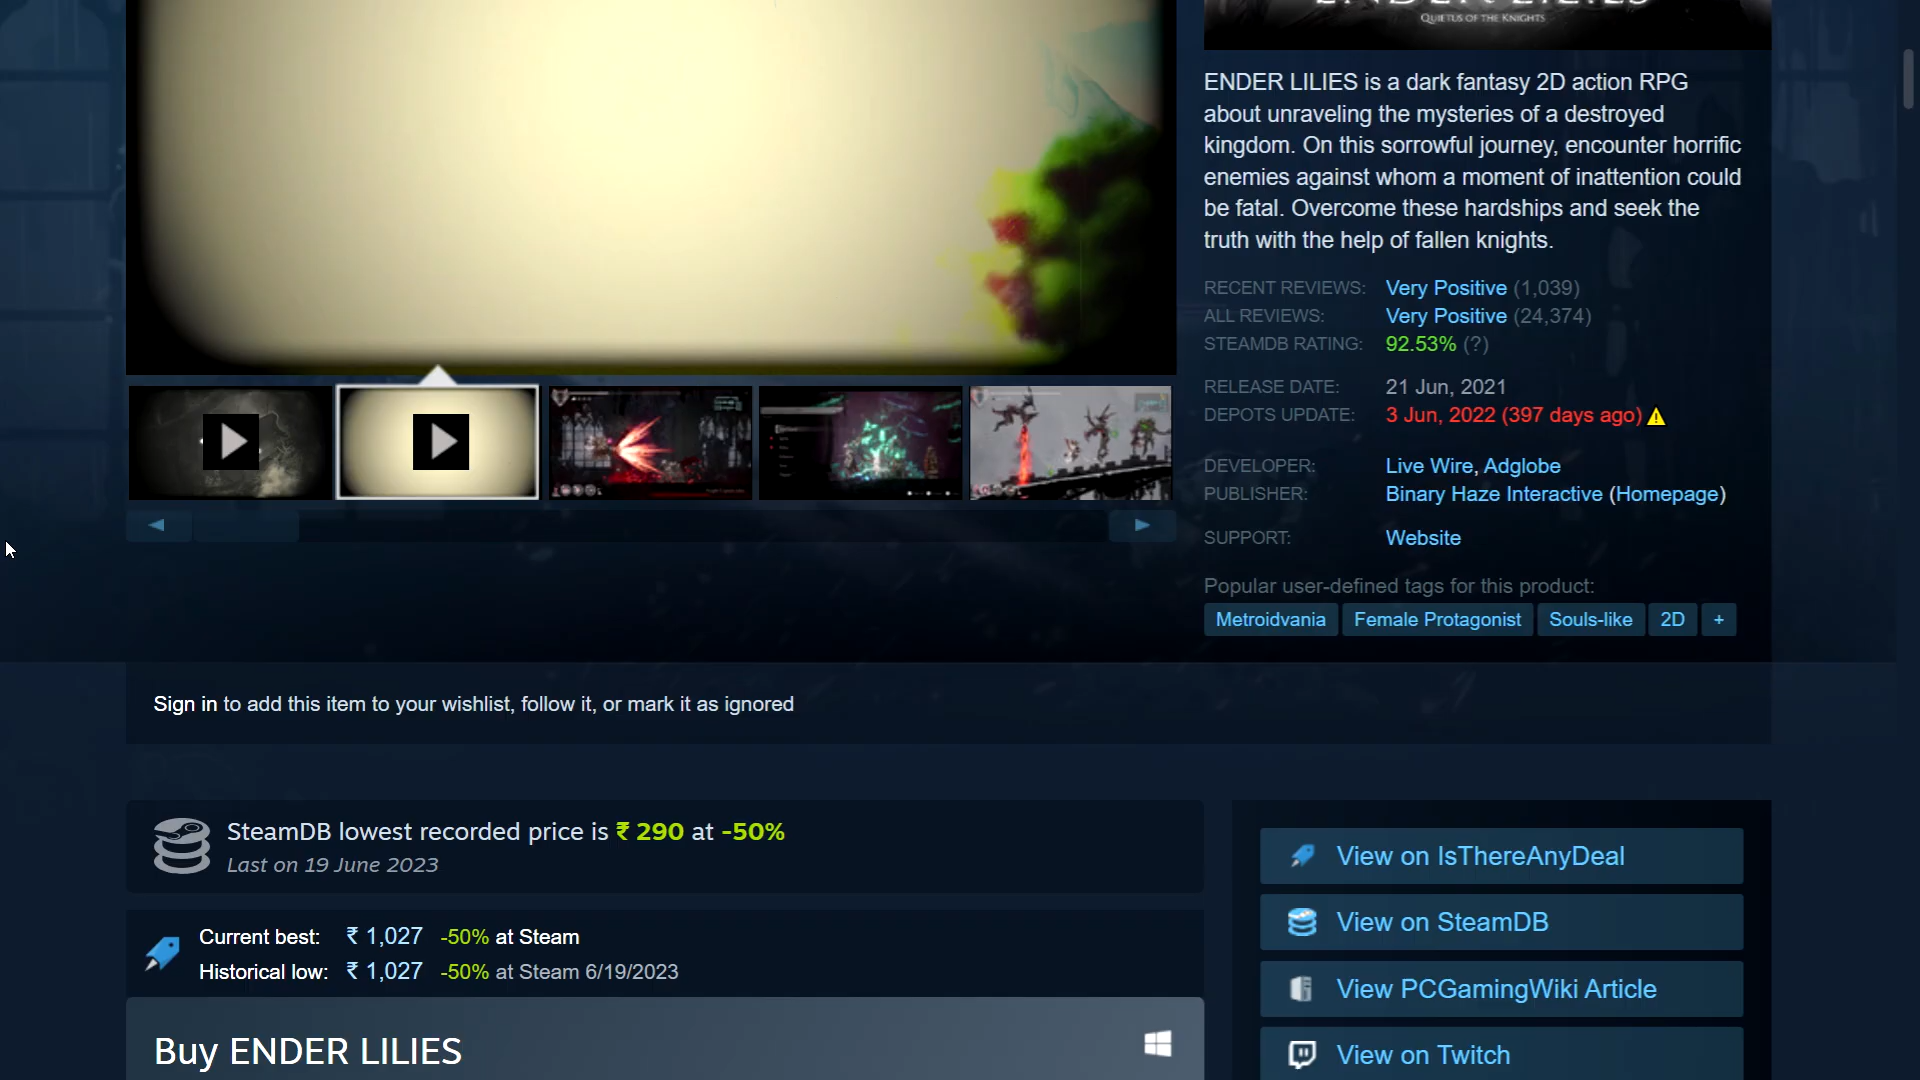 QUIETUS OF THE KNIGHTS
ENDER LILIES is a dark fantasy 2D action RPG
about unraveling the mysteries of a destroyed
kingdom. On this sorrowful journey, encounter horrific
enemies against whom a moment of inattention could
be fatal. Overcome these hardships and seek the
truth with the help of fallen knights.
RECENT REVIEWS: Very Positive (1,039)
ALL REVIEWS: Very Positive (24,374)
STEAMDB RATING: 92.53% (?)
RELEASE DATE: 21 Jun, 2021
DEPOTS UPDATE: 3 Jun, 2022 (397 days ago)
DEVELOPER: Live Wire, Adglobe
PUBLISHER: Binary Haze Interactive (Homepage)
SUPPORT: Website
Popular user-defined tags for this product:
Metroidvania Female Protagonist Souls-like 2D +
Sign in to add this item to your wishlist, follow it, or mark it as ignored
SteamDB lowest recorded price is ₹ 290 at -50%
Last on 19 June 2023
Current best: ₹ 1,027 -50% at Steam
Historical low: ₹ 1,027 -50% at Steam 6/19/2023
Buy ENDER LILIES
View on IsThereAnyDeal
View on SteamDB
View PCGamingWiki Article
View on Twitch